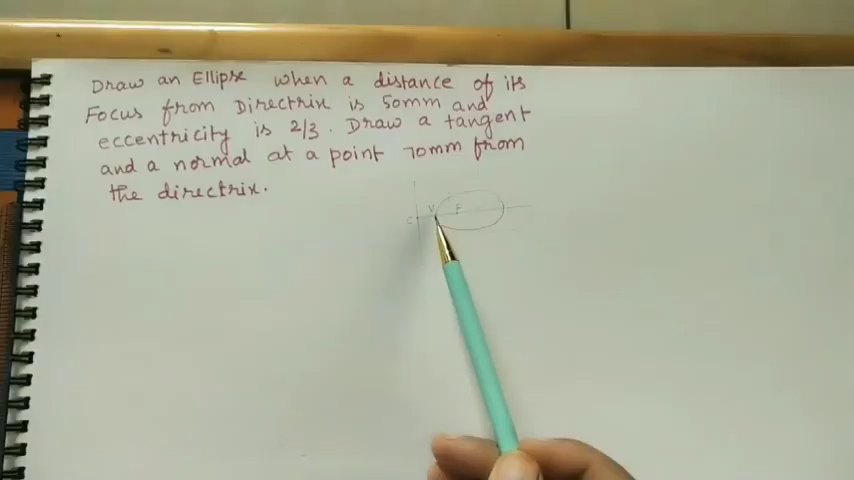 Draw an Ellipse when a distance of its
Focus from Directrix is 50mm and
eccentricity is 2/3. Draw a tangent
and a normal at a point 70mm from
the directrix.
V F
C